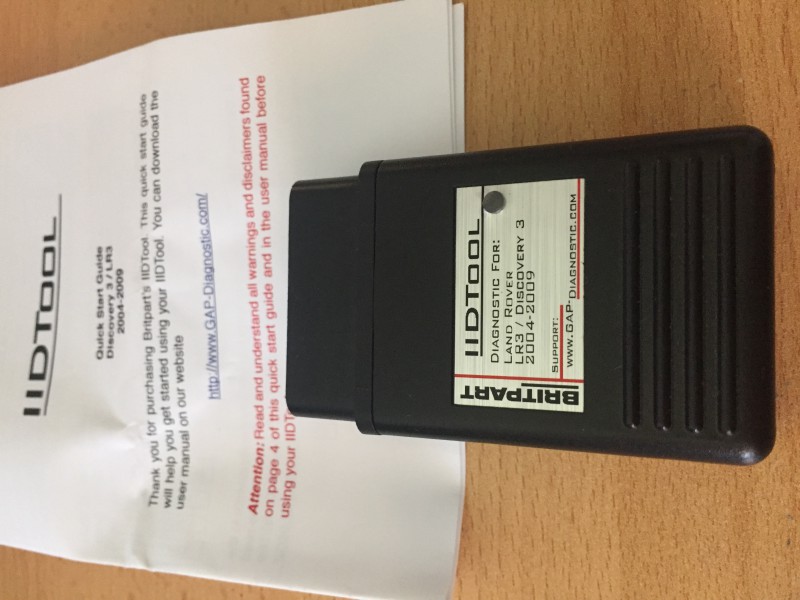 IIDTOOL
Quick Start Guide
Discovery 3 / LR3
2004-2009
Thank you for purchasing Britpart's IIDTool. This quick start guide
will help you get started using your IIDTool. You can download the
user manual on our website
http://www.GAP-Diagnostic.com/
Attention: Read and understand all warnings and disclaimers found
on page 4 of this quick start guide and in the user manual before
using your
BRITPART
IIDTOOL
DIAGNOSTIC FOR:
LAND ROVER
LR3 / DISCOVERY 3
2004-2009
SUPPORT:
WWW.GAP-DIAGNOSTIC.COM